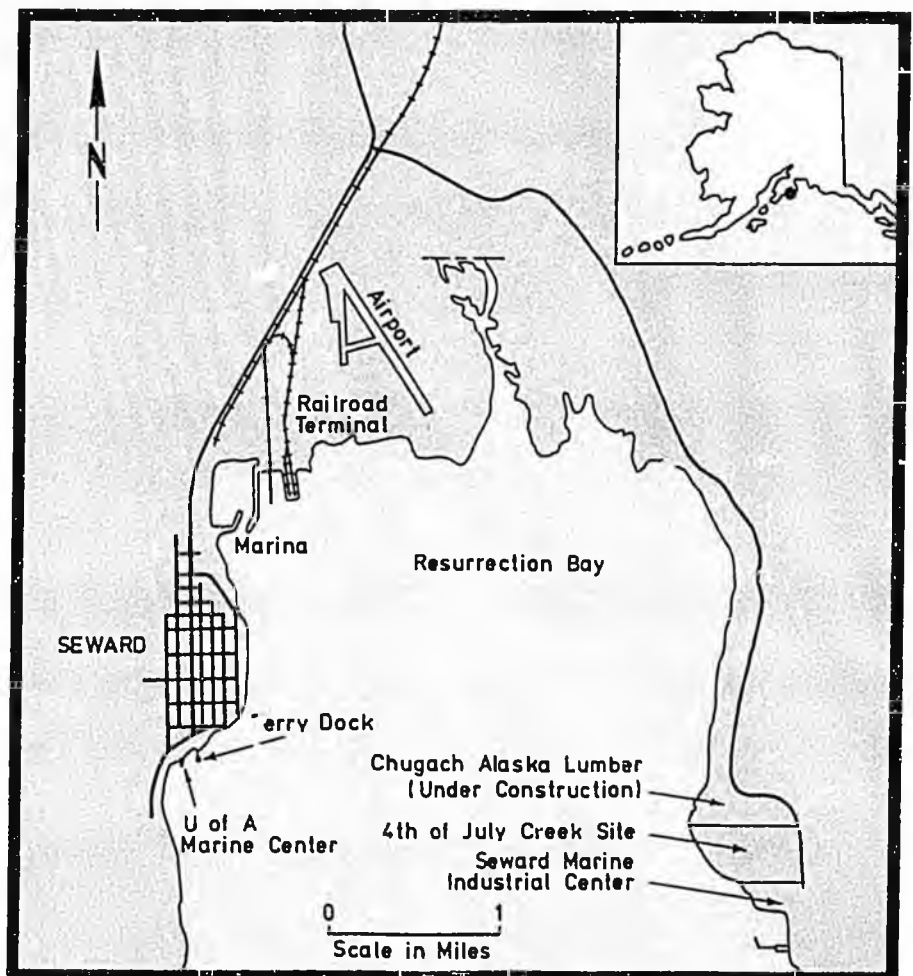 N
Airport
Railroad
Terminal
Marina
Resurrection Bay
SEWARD
erry Dock
Chugach Alaska Lumber
(Under Construction)
U of A
Marine Center
4th of July Creek Site
Seward Marine
Industrial Center
0 1
Scale in Miles